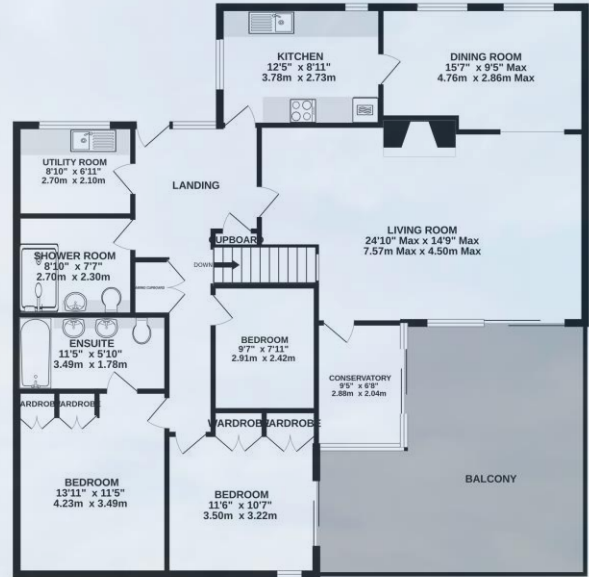 KITCHEN
12'5" x 8'11"
3.78m x 2.73m
DINING ROOM
15'7" x 9'5" Max
4.76m x 2.86m Max
UTILITY ROOM
8'10" x 6'11"
2.70m x 2.10m
LANDING
LIVING ROOM
24'10" Max x 14'9" Max
7.57m Max x 4.50m Max
CUPBOARD
DOWN
SHOWER ROOM
8'10" x 7'7"
2.70m x 2.30m
ENSUITE
11'5" x 5'10"
3.49m x 1.78m
BEDROOM
9'7" x 7'11"
2.91m x 2.42m
CONSERVATORY
9'5" x 6'8"
2.88m x 2.04m
WARDROBE
WARDROBE
WARDROBE
WARDROBE
BEDROOM
13'11" x 11'5"
4.23m x 3.49m
BEDROOM
11'6" x 10'7"
3.50m x 3.22m
BALCONY